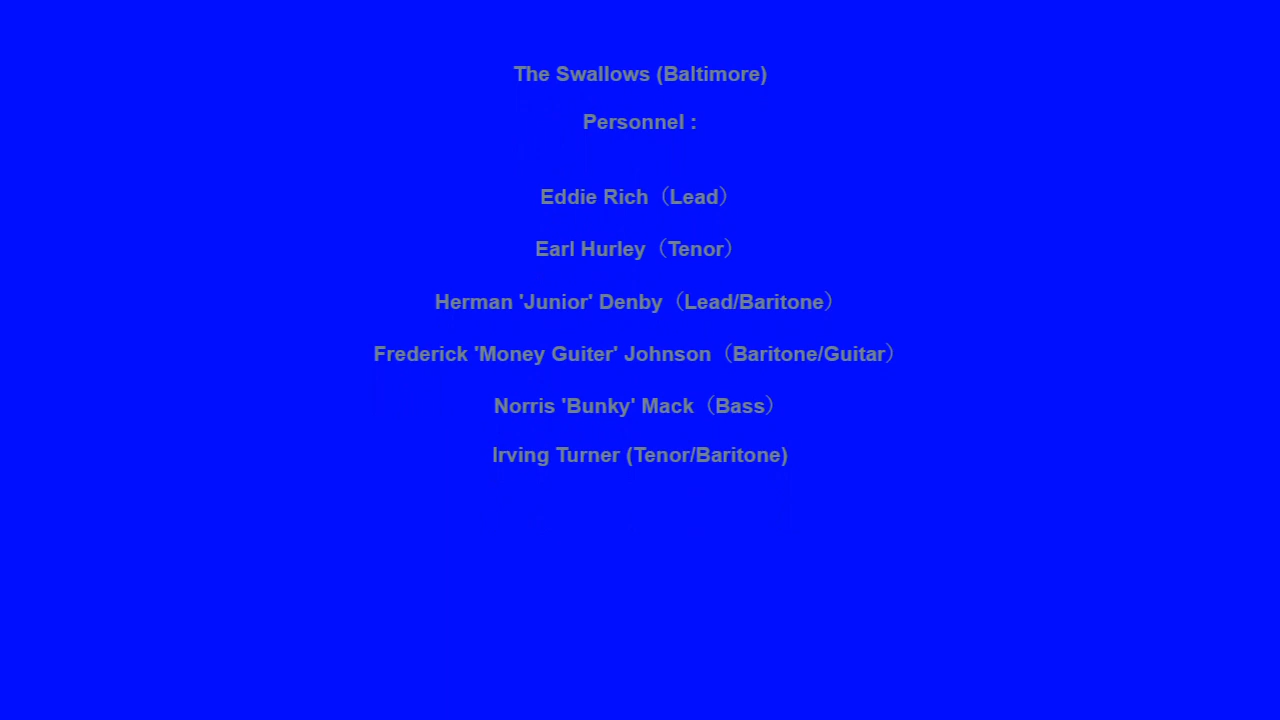 The Swallows (Baltimore)
Personnel :
Eddie Rich（Lead）
Earl Hurley（Tenor）
Herman 'Junior' Denby（Lead/Baritone）
Frederick 'Money Guiter' Johnson（Baritone/Guitar）
Norris 'Bunky' Mack（Bass）
Irving Turner (Tenor/Baritone)